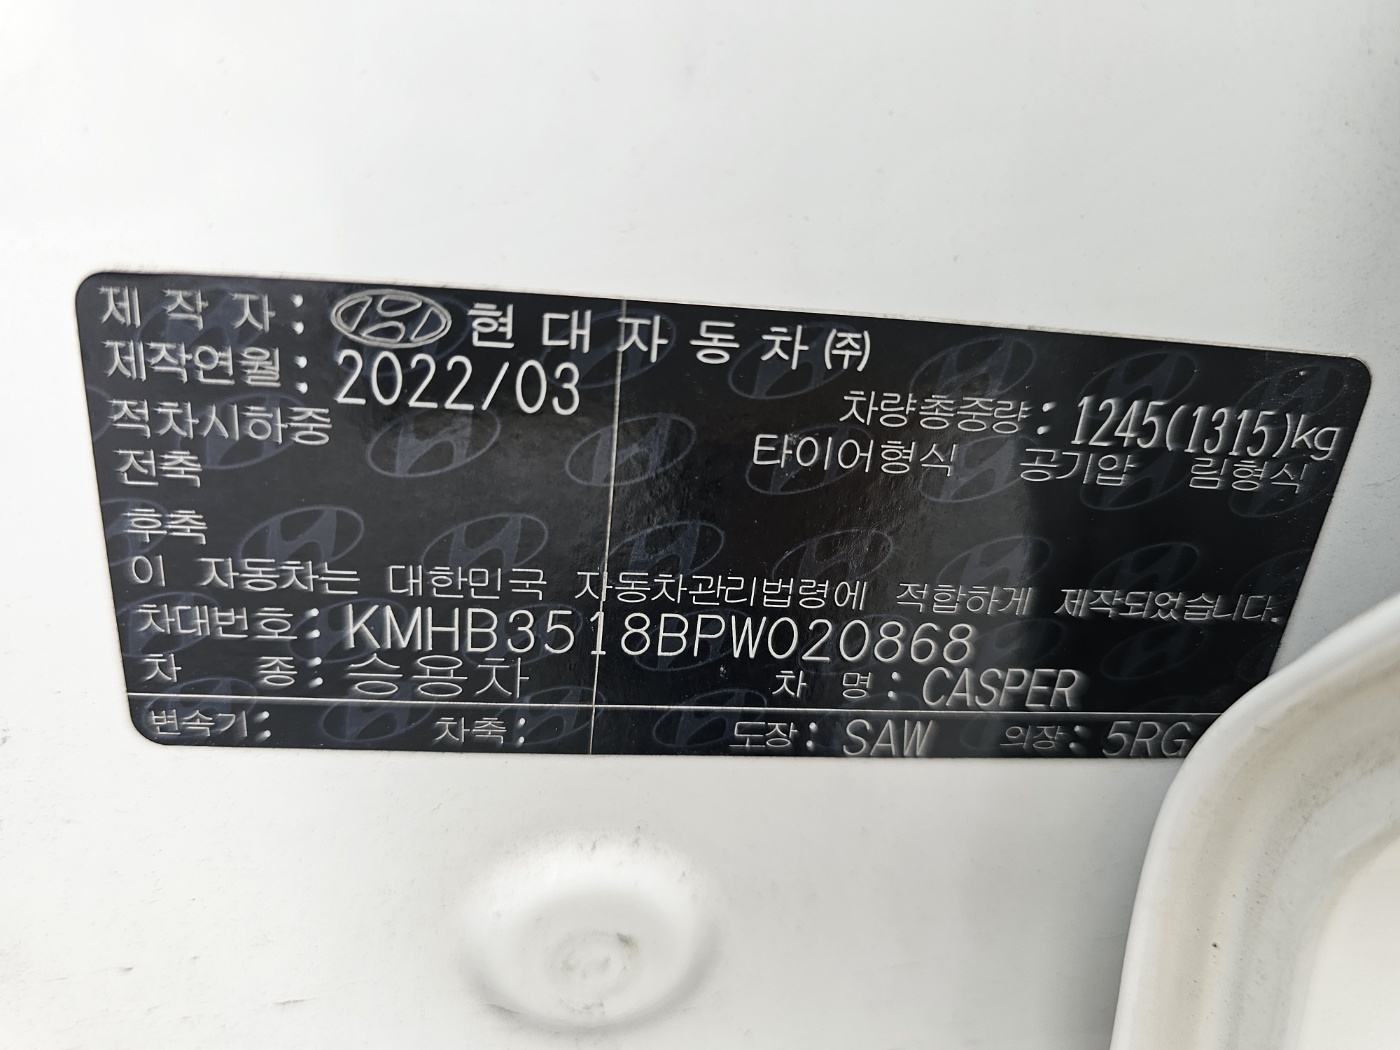 제 작 자 : 현 대 자 동 차 ㈜
제작연월 : 2022/03
차량총중량 : 1245(1315)kg
적차시하중
타이어형식 공기압 림형식
전축
후축
이 자동차는 대한민국 자동차관리법령에 적합하게 제작되었습니다.
차대번호 : KMHB3518BPW020868
차 종 : 승용차 차 명 : CASPER
변속기 : 차축 : 도장 : SAW 의장 : 5RG